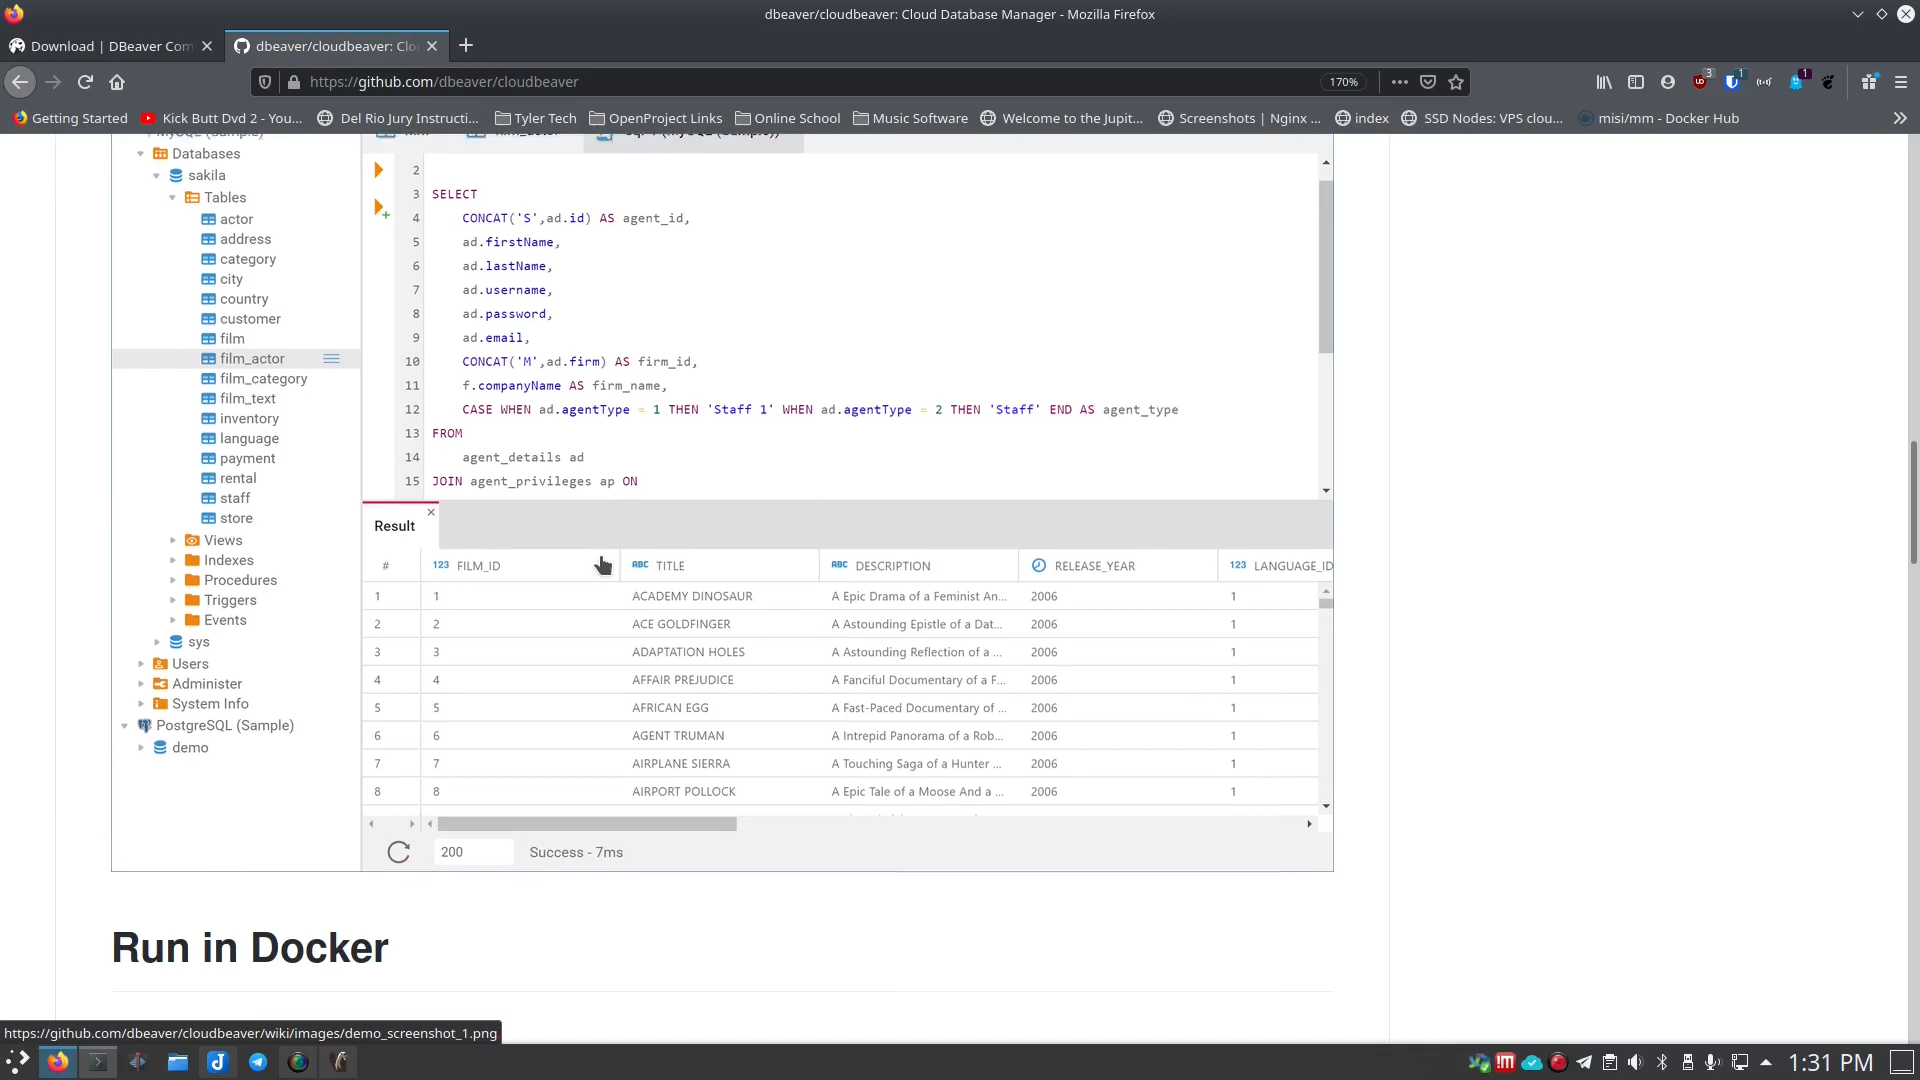 dbeaver/cloudbeaver: Cloud Database Manager - Mozilla Firefox
Download | DBeaver Com
dbeaver/cloudbeaver: Clo
https://github.com/dbeaver/cloudbeaver
170%
3
1
1
Getting Started
Kick Butt Dvd 2 - You...
Del Rio Jury Instructi...
Tyler Tech
OpenProject Links
Online School
Music Software
Welcome to the Jupit...
Screenshots | Nginx ...
index
SSD Nodes: VPS clou...
misi/mm - Docker Hub
Databases
sakila
Tables
actor
address
category
city
country
customer
film
film_actor
film_category
film_text
inventory
language
payment
rental
staff
store
Views
Indexes
Procedures
Triggers
Events
sys
Users
Administer
System Info
PostgreSQL (Sample)
demo
2
3 SELECT
4 CONCAT('S',ad.id) AS agent_id,
5 ad.firstName,
6 ad.lastName,
7 ad.username,
8 ad.password,
9 ad.email,
10 CONCAT('M',ad.firm) AS firm_id,
11 f.companyName AS firm_name,
12 CASE WHEN ad.agentType = 1 THEN 'Staff 1' WHEN ad.agentType = 2 THEN 'Staff' END AS agent_type
13 FROM
14 agent_details ad
15 JOIN agent_privileges ap ON
Result
# 123 FILM_ID ABC TITLE ABC DESCRIPTION RELEASE_YEAR 123 LANGUAGE_ID
1 1 ACADEMY DINOSAUR A Epic Drama of a Feminist An... 2006 1
2 2 ACE GOLDFINGER A Astounding Epistle of a Dat... 2006 1
3 3 ADAPTATION HOLES A Astounding Reflection of a ... 2006 1
4 4 AFFAIR PREJUDICE A Fanciful Documentary of a F... 2006 1
5 5 AFRICAN EGG A Fast-Paced Documentary of ... 2006 1
6 6 AGENT TRUMAN A Intrepid Panorama of a Rob... 2006 1
7 7 AIRPLANE SIERRA A Touching Saga of a Hunter ... 2006 1
8 8 AIRPORT POLLOCK A Epic Tale of a Moose And a ... 2006 1
200 Success - 7ms
Run in Docker
https://github.com/dbeaver/cloudbeaver/wiki/images/demo_screenshot_1.png
1:31 PM